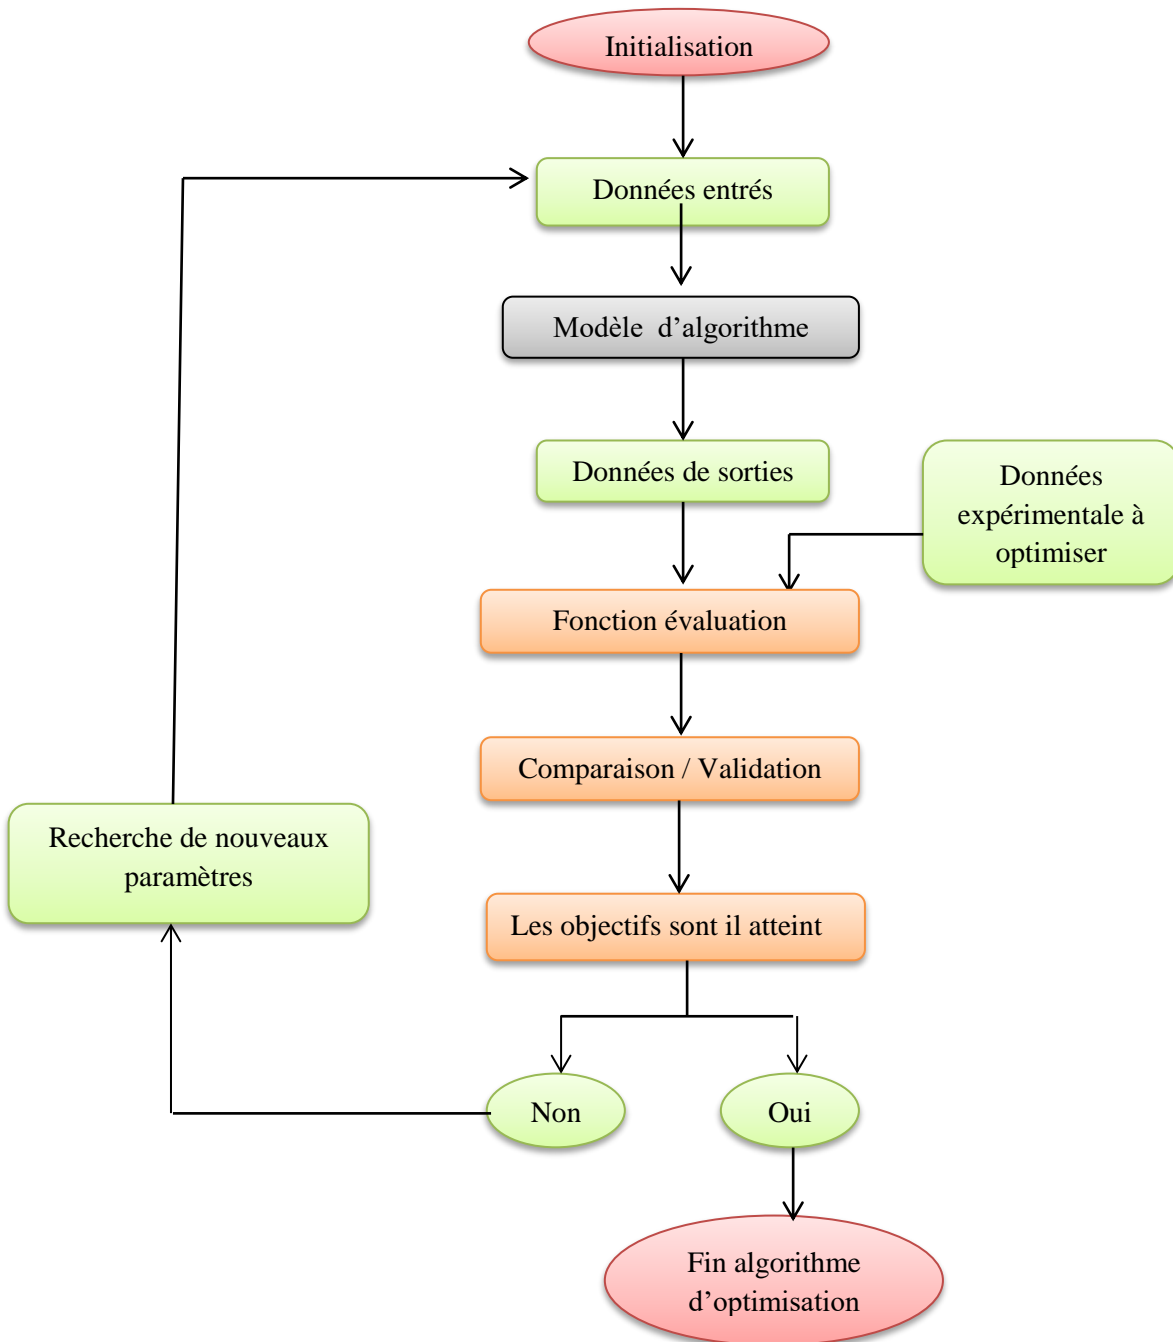 Initialisation
Données entrés
Modèle d’algorithme
Données de sorties
Données
expérimentale à
optimiser
Fonction évaluation
Comparaison / Validation
Recherche de nouveaux
paramètres
Les objectifs sont il atteint
Non
Oui
Fin algorithme
d’optimisation